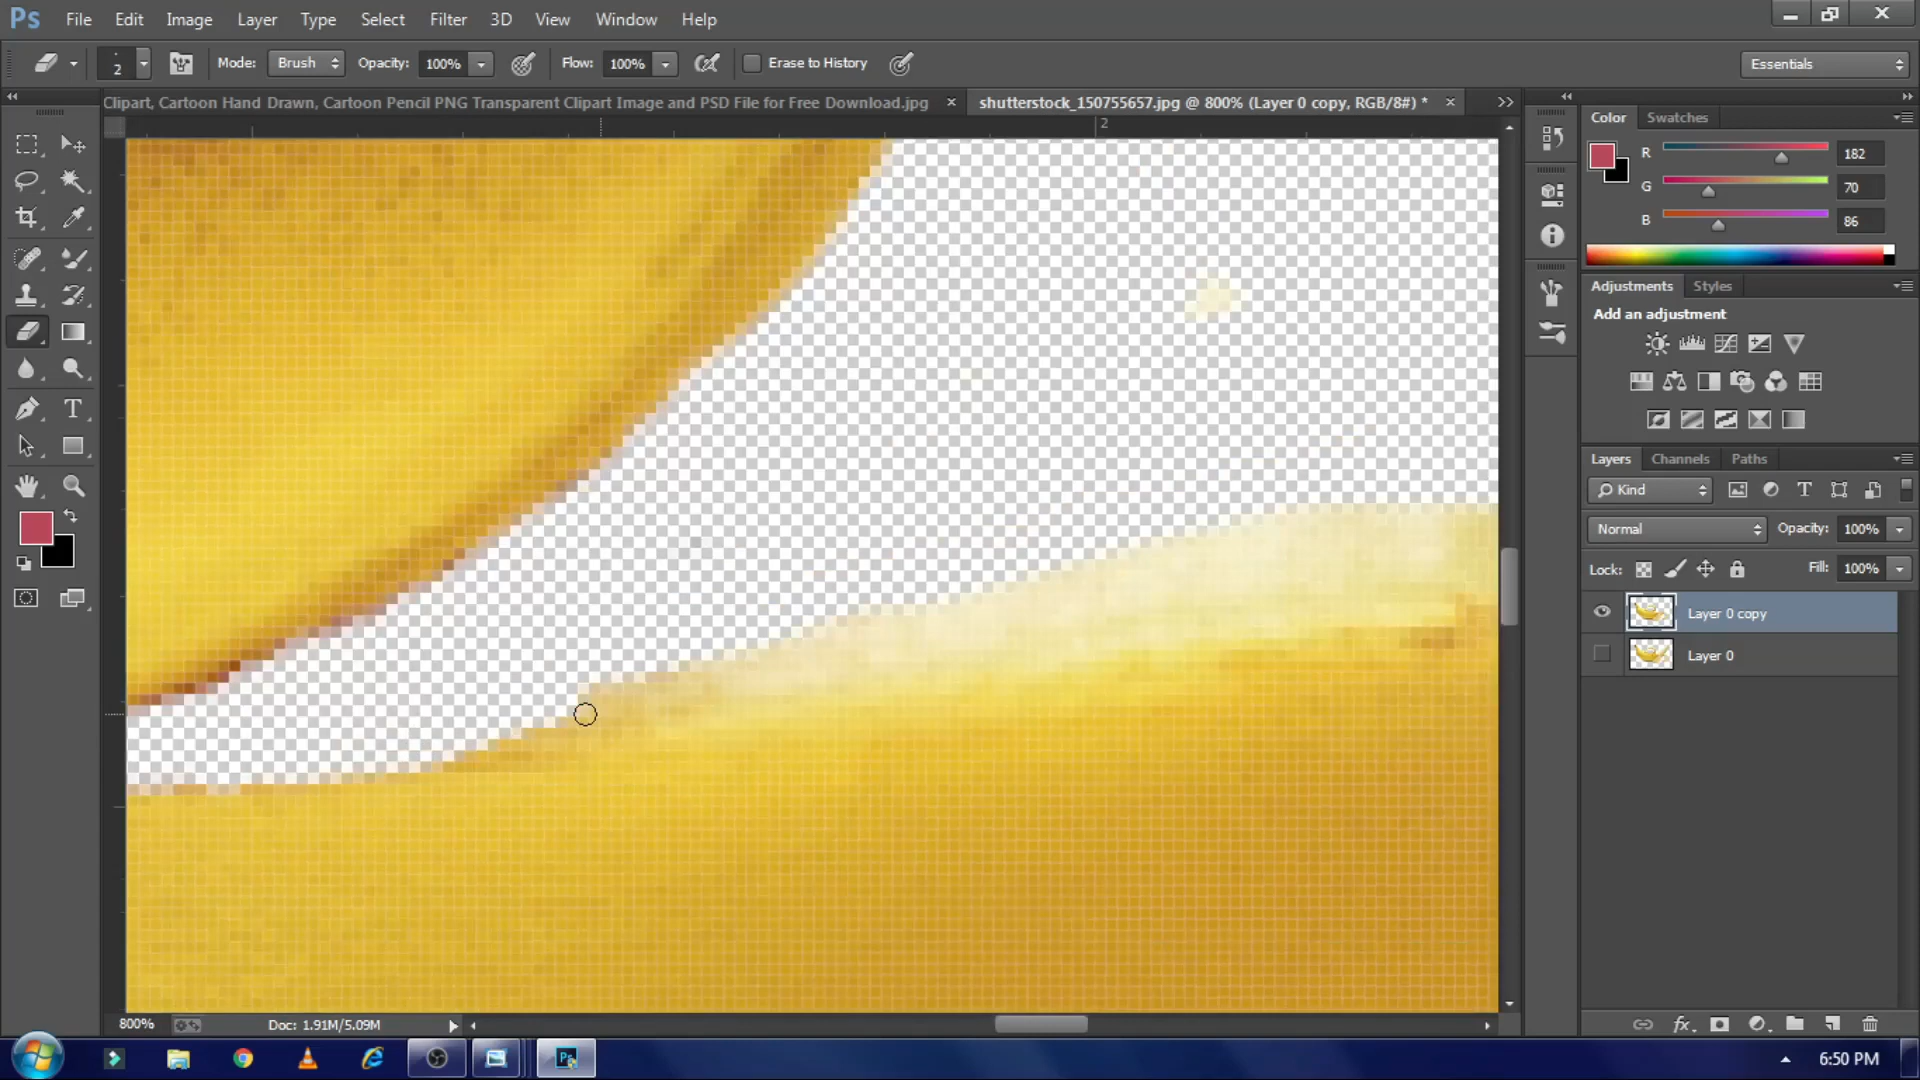 Ps File Edit Image Layer Type Select Filter 3D View Window Help
2 Mode: Brush Opacity: 100% Flow: 100% Erase to History Essentials
Clipart, Cartoon Hand Drawn, Cartoon Pencil PNG Transparent Clipart Image and PSD File for Free Download.jpg × shutterstock_150755657.jpg @ 800% (Layer 0 copy, RGB/8#) * ×
2
Color Swatches
R 182
G 70
B 86
Adjustments Styles
Add an adjustment
Layers Channels Paths
Kind
Normal Opacity: 100%
Lock: Fill: 100%
Layer 0 copy
Layer 0
T
T
fx
800% Doc: 1.91M/5.09M
Ps 6:50 PM